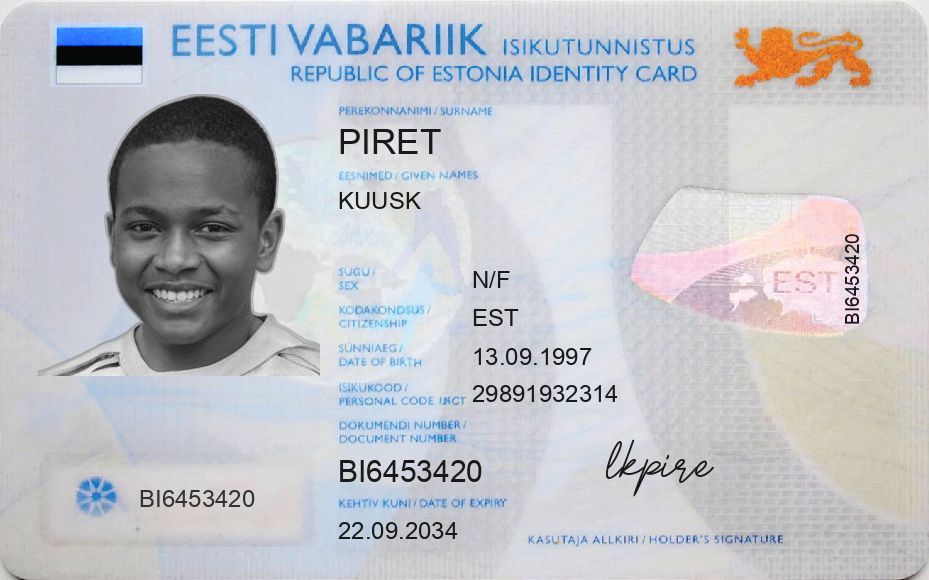 EESTI VABARIIK ISIKUTUNNISTUS
REPUBLIC OF ESTONIA IDENTITY CARD
PEREKONNANIMI / SURNAME
PIRET
EESNIMED / GIVEN NAMES
KUUSK
SUGU /
SEX
N/F
KODAKONDSUS /
CITIZENSHIP
EST
SÜNNIAEG /
DATE OF BIRTH
13.09.1997
ISIKUKOOD /
PERSONAL CODE
29891932314
DOKUMENDI NUMBER /
DOCUMENT NUMBER
BI6453420
KEHTIV KUNI / DATE OF EXPIRY
22.09.2034
BI6453420
EST
BI6453420
lkpire
KASUTAJA ALLKIRI / HOLDER'S SIGNATURE